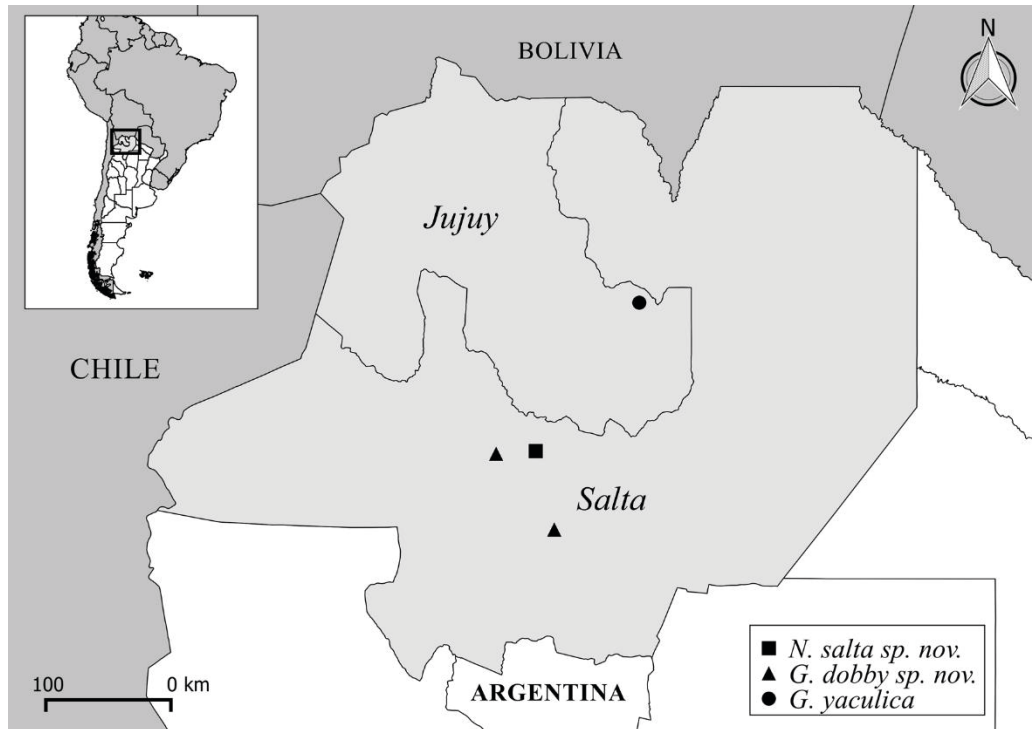 BOLIVIA
N
Jujuy
CHILE
Salta
100 0 km
ARGENTINA
N. salta sp. nov.
G. dobby sp. nov.
G. yaculica